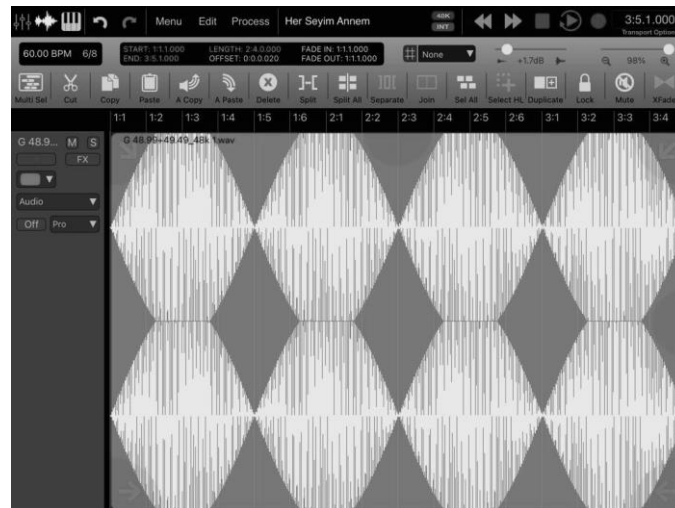 Menu Edit Process Her Seyim Annem 48K INT 3:5.1.000
Transport Option
60.00 BPM 6/8 START: 1:1.1.000 LENGTH: 2:4.0.000 FADE IN: 1:1.1.000 None +1.7dB 98%
END: 3:5.1.000 OFFSET: 0:0.0.020 FADE OUT: 1:1.1.000
Multi Sel Cut Copy Paste A Copy A Paste Delete Split Split All Separate Join Sel All Select HL Duplicate Lock Mute XFade
1:1 1:2 1:3 1:4 1:5 1:6 2:1 2:2 2:3 2:4 2:5 2:6 3:1 3:2 3:3 3:4
G 48.9... M S G 48.99+49.49_48k 1.wav
FX
Audio
Off Pro